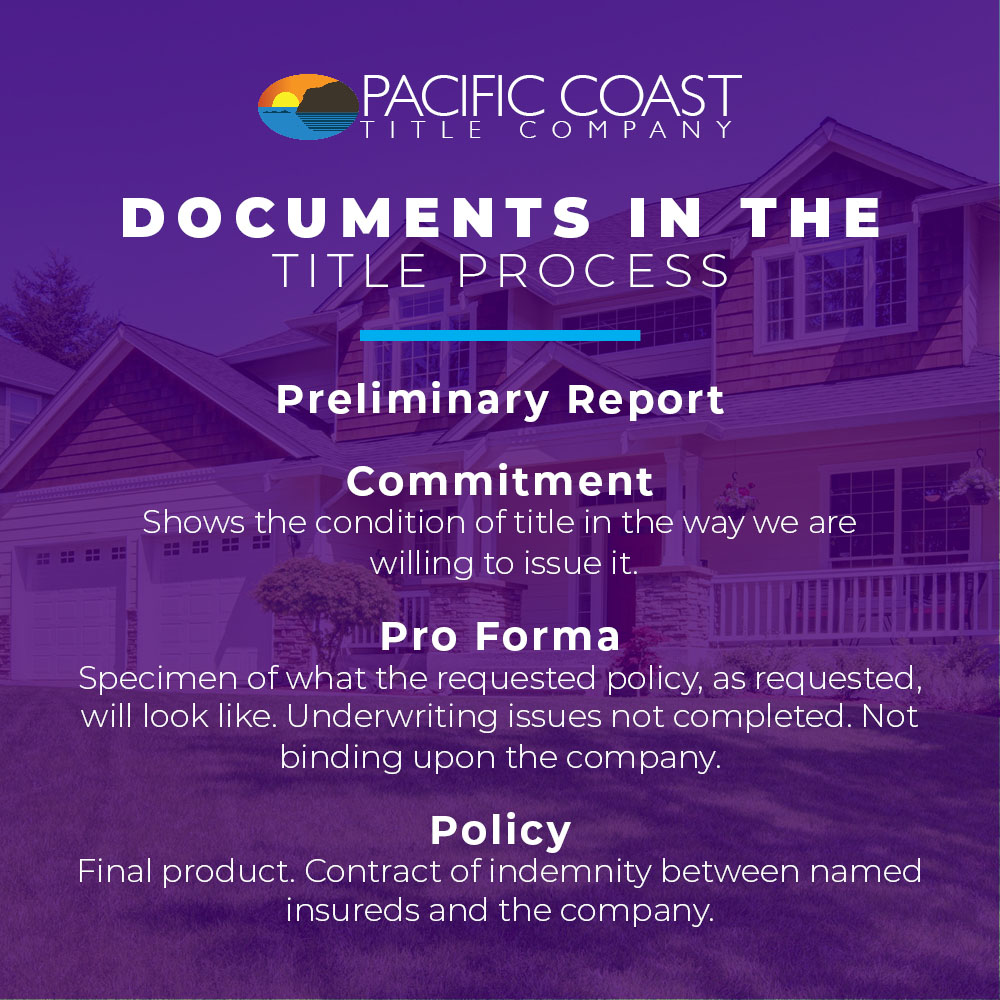 PACIFIC COAST
TITLE COMPANY
DOCUMENTS IN THE
TITLE PROCESS
Preliminary Report
Commitment
Shows the condition of title in the way we are
willing to issue it.
Pro Forma
Specimen of what the requested policy, as requested,
will look like. Underwriting issues not completed. Not
binding upon the company.
Policy
Final product. Contract of indemnity between named
insureds and the company.